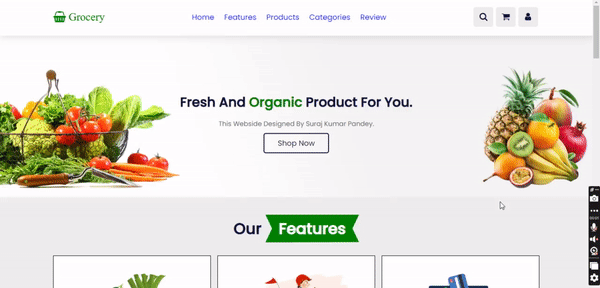 Grocery
Home Features Products Categories Review
Fresh And Organic Product For You.
This Webside Designed By Suraj Kumar Pandey.
Shop Now
Our Features